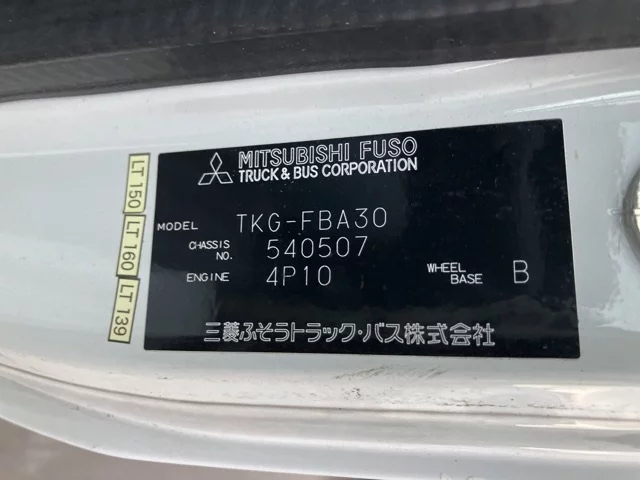 MITSUBISHI FUSO
TRUCK & BUS CORPORATION
MODEL TKG-FBA30
CHASSIS NO. 540507
ENGINE 4P10 WHEEL BASE B
三菱ふそうトラック・バス株式会社
LT 150
LT 160
LT 139